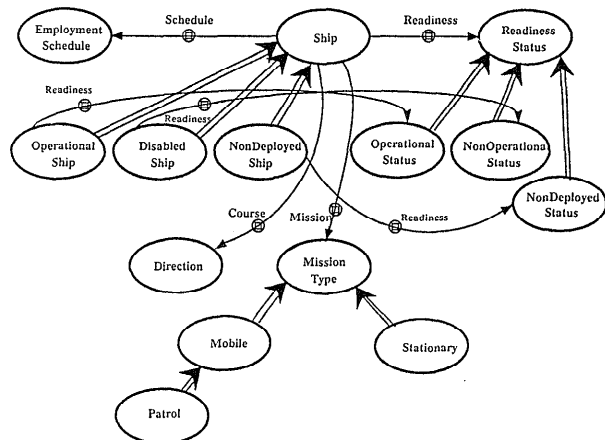 Schedule
Employment
Schedule
Ship
Readiness
Readiness
Status
Readiness
Readiness
Operational
Ship
Disabled
Ship
NonDeployed
Ship
Operational
Status
NonOperational
Status
NonDeployed
Status
Course
Mission
Readiness
Direction
Mission
Type
Mobile
Stationary
Patrol